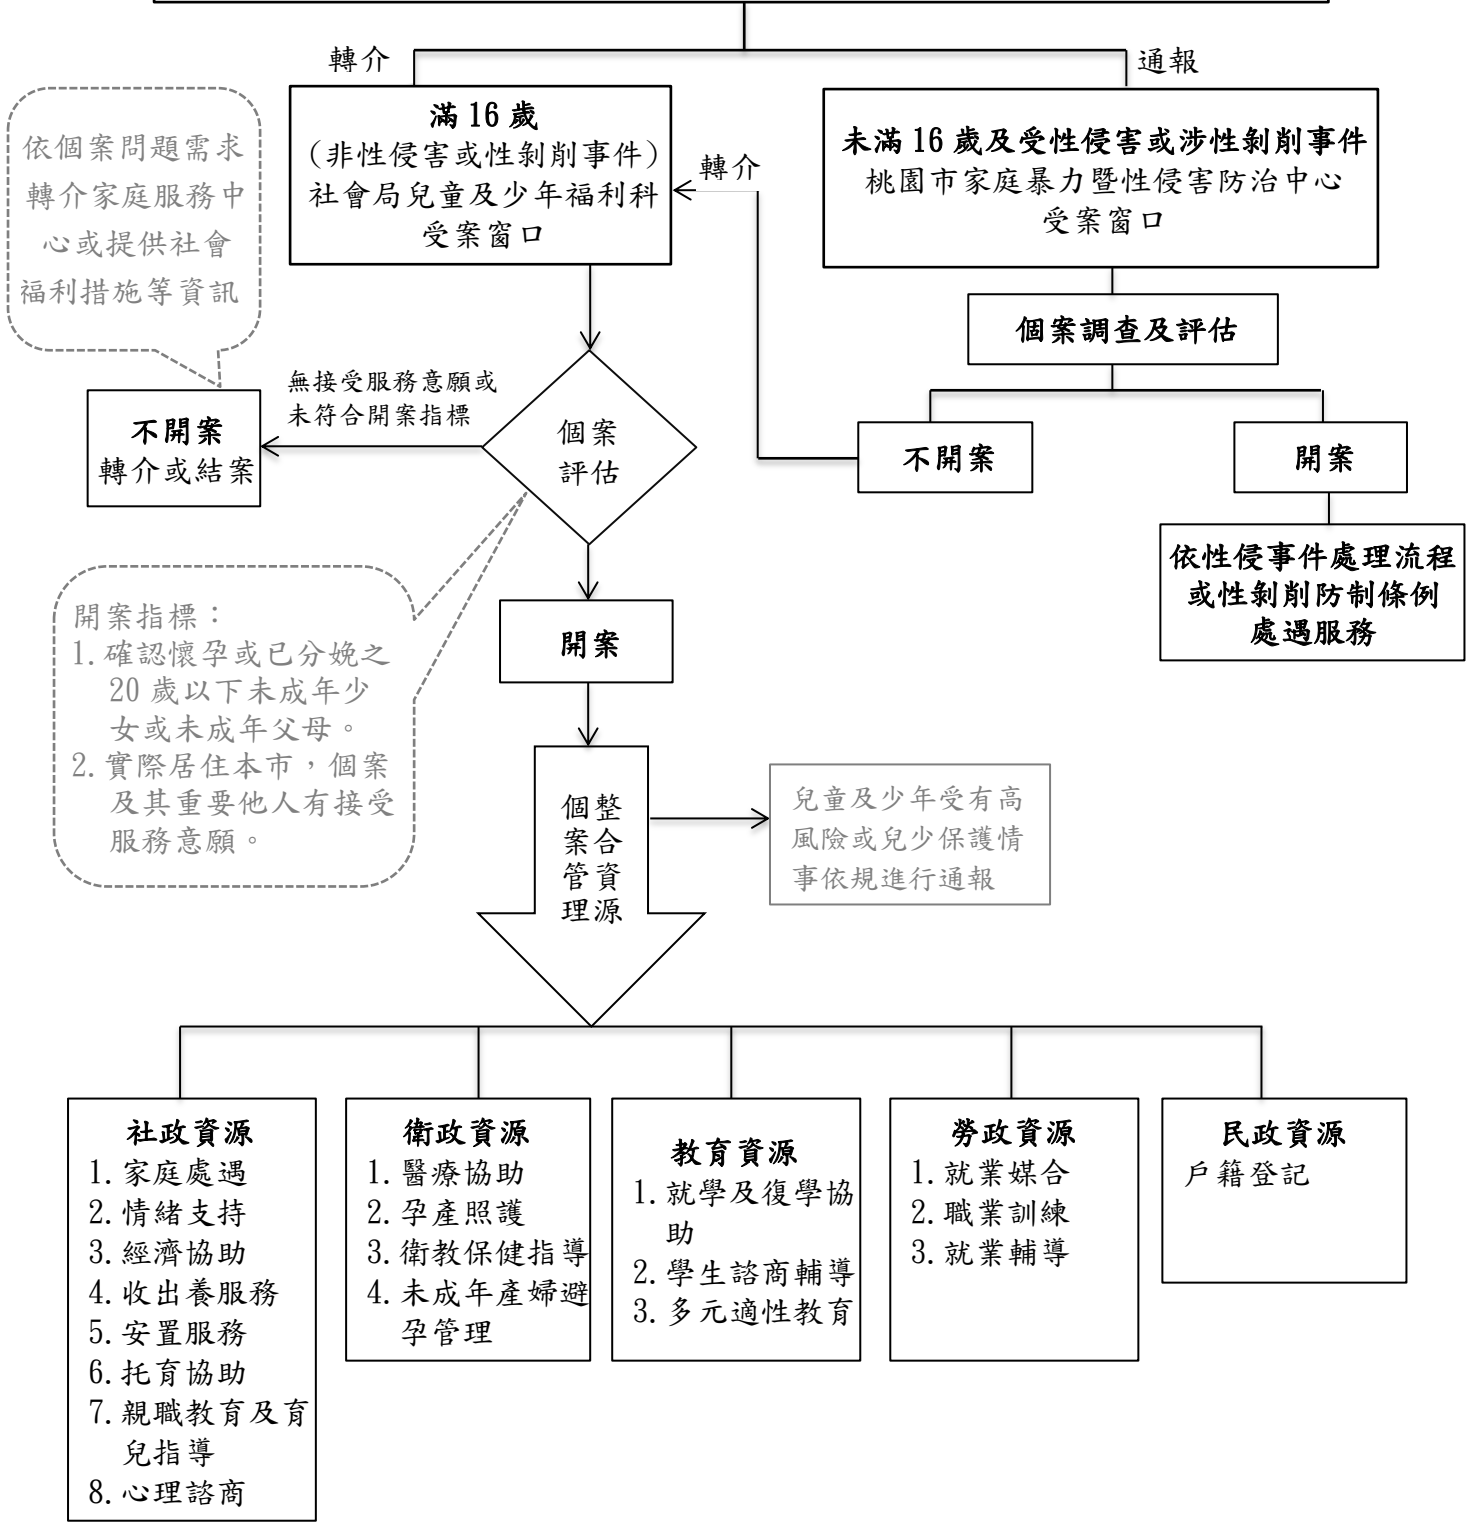 轉介
通報
依個案問題需求
轉介家庭服務中
心或提供社會
福利措施等資訊
滿 16 歲
(非性侵害或性剝削事件)
社會局兒童及少年福利科
受案窗口
轉介
未滿 16 歲及受性侵害或涉性剝削事件
桃園市家庭暴力暨性侵害防治中心
受案窗口
個案調查及評估
無接受服務意願或
未符合開案指標
不開案
轉介或結案
個案
評估
不開案
開案
依性侵事件處理流程
或性剝削防制條例
處遇服務
開案指標：
1. 確認懷孕或已分娩之
20 歲以下未成年少
女或未成年父母。
2. 實際居住本市，個案
及其重要他人有接受
服務意願。
開案
整合資源
個案管理
兒童及少年受有高
風險或兒少保護情
事依規進行通報
社政資源
1. 家庭處遇
2. 情緒支持
3. 經濟協助
4. 收出養服務
5. 安置服務
6. 托育協助
7. 親職教育及育
兒指導
8. 心理諮商
衛政資源
1. 醫療協助
2. 孕產照護
3. 衛教保健指導
4. 未成年產婦避
孕管理
教育資源
1. 就學及復學協
助
2. 學生諮商輔導
3. 多元適性教育
勞政資源
1. 就業媒合
2. 職業訓練
3. 就業輔導
民政資源
戶籍登記